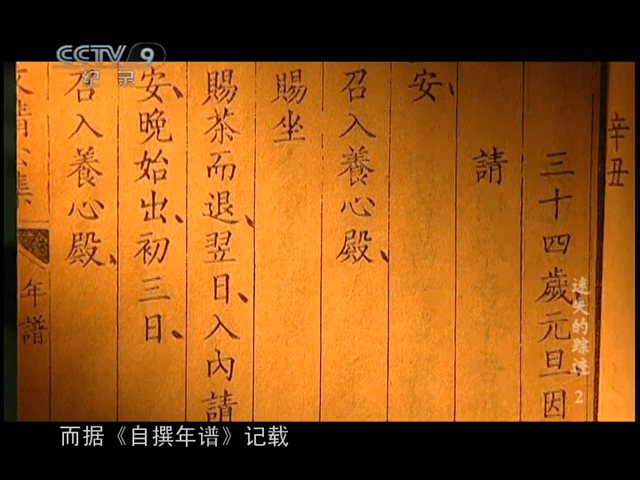 CCTV 9
纪录
辛丑
三十四歲元旦因
請
安、
召入養心殿、
賜坐
賜茶而退、翌日、入內請
安、晚始出、初三日、
召入養心殿、
年譜
迷失的踪迹 2
而据《自撰年谱》记载